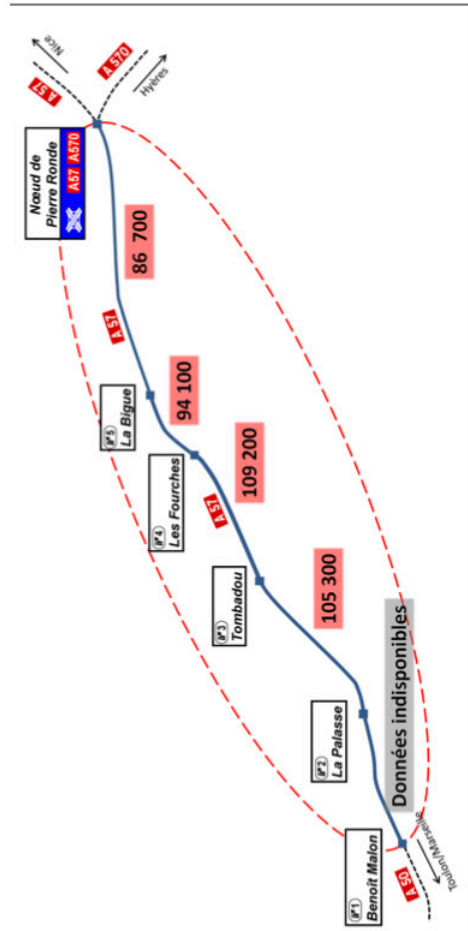 Nice
A 57
A 570
Hyères
Nœud de
Pierre Ronde
A57 A570
86 700
A 57
n°5
La Bigue
94 100
n°4
Les Fourches
A 57
109 200
n°3
Tombadou
105 300
n°2
La Palasse
Données indisponibles
n°1
Benoît Malon
A 50
Toulon/Marseille